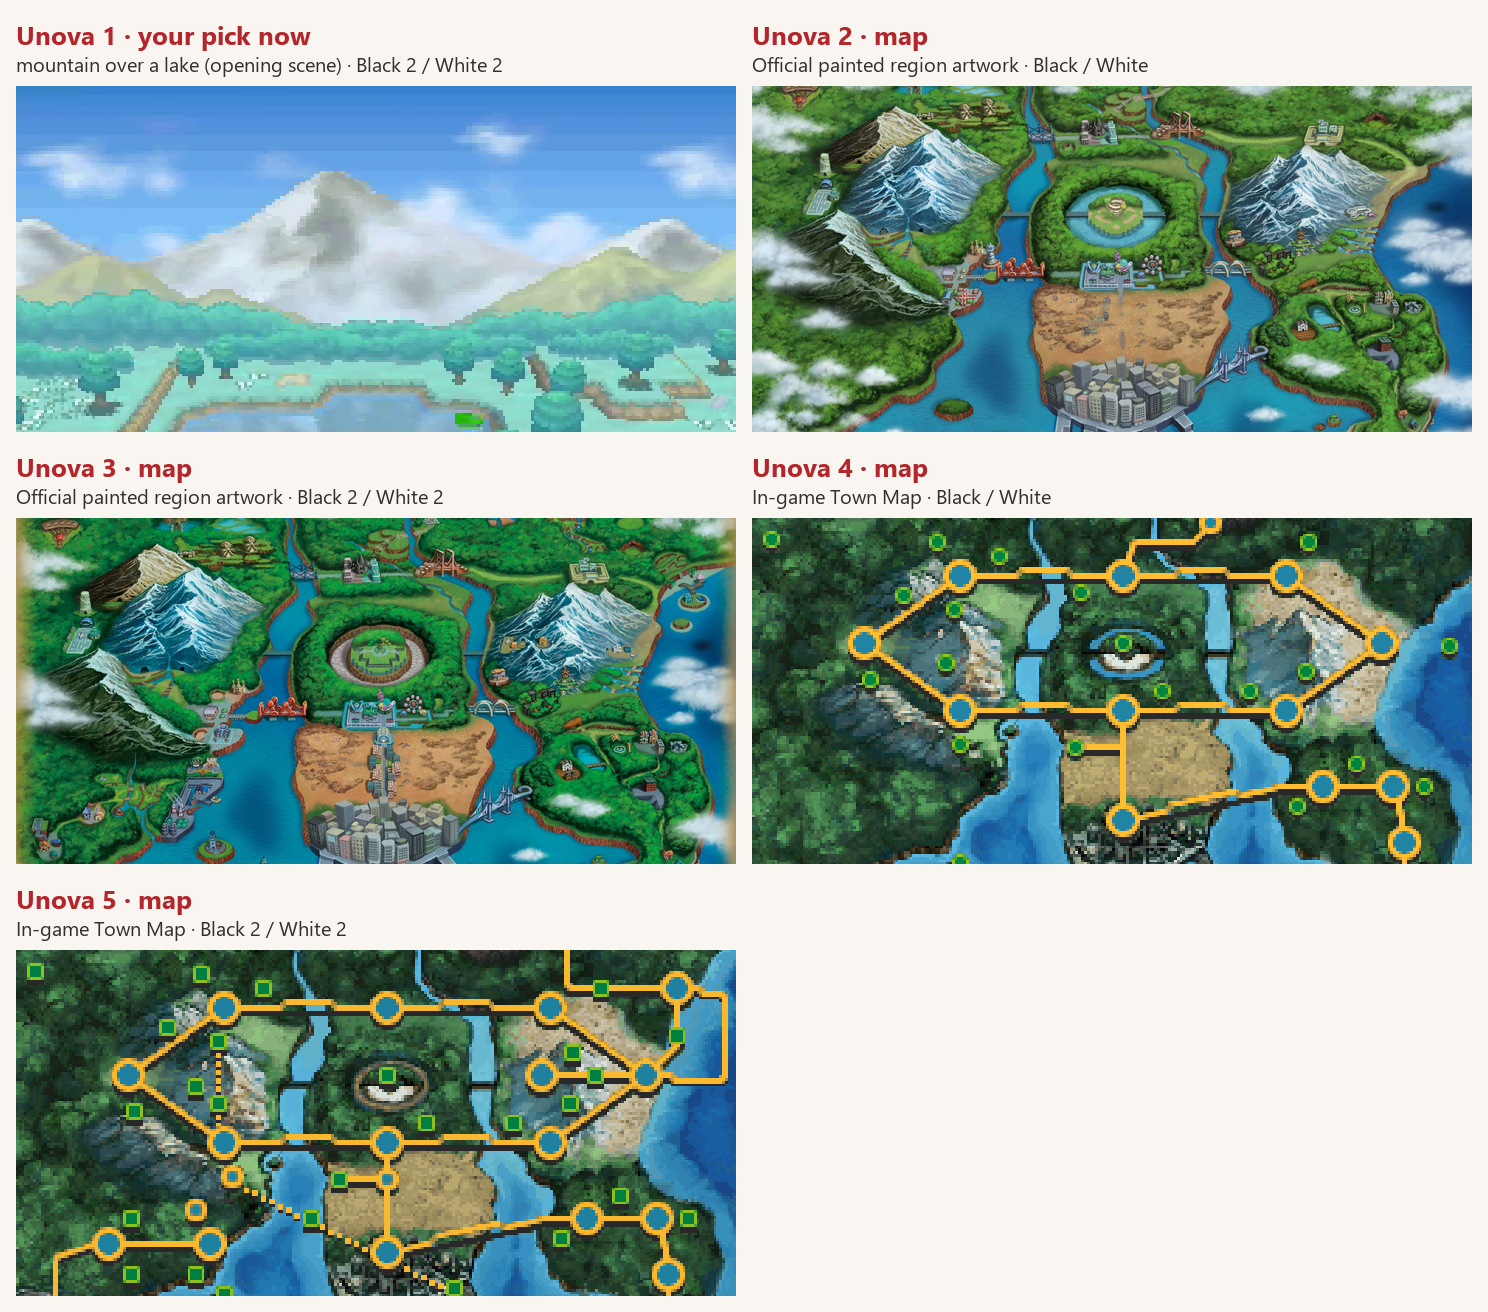 Unova 1 · your pick now
mountain over a lake (opening scene) · Black 2 / White 2
Unova 2 · map
Official painted region artwork · Black / White
Unova 3 · map
Official painted region artwork · Black 2 / White 2
Unova 4 · map
In-game Town Map · Black / White
Unova 5 · map
In-game Town Map · Black 2 / White 2